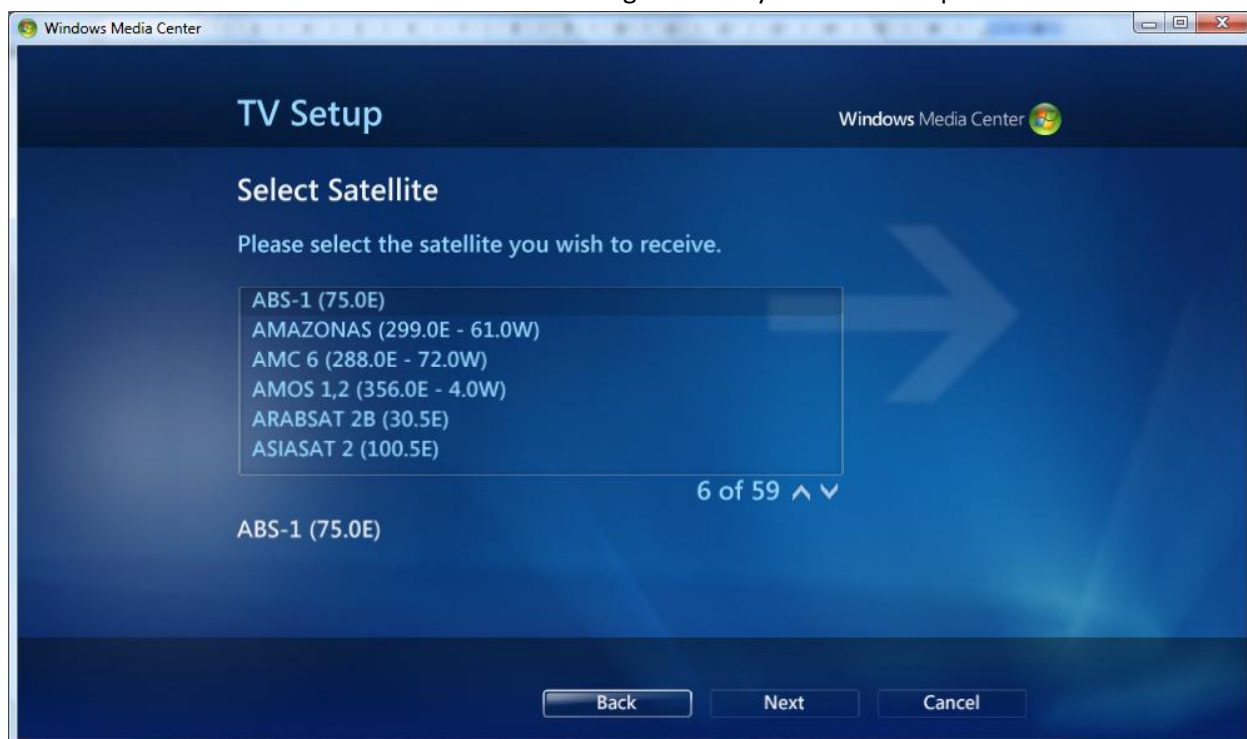 Windows Media Center
TV Setup
Windows Media Center
Select Satellite
Please select the satellite you wish to receive.
ABS-1 (75.0E)
AMAZONAS (299.0E - 61.0W)
AMC 6 (288.0E - 72.0W)
AMOS 1,2 (356.0E - 4.0W)
ARABSAT 2B (30.5E)
ASIASAT 2 (100.5E)
6 of 59
ABS-1 (75.0E)
Back
Next
Cancel